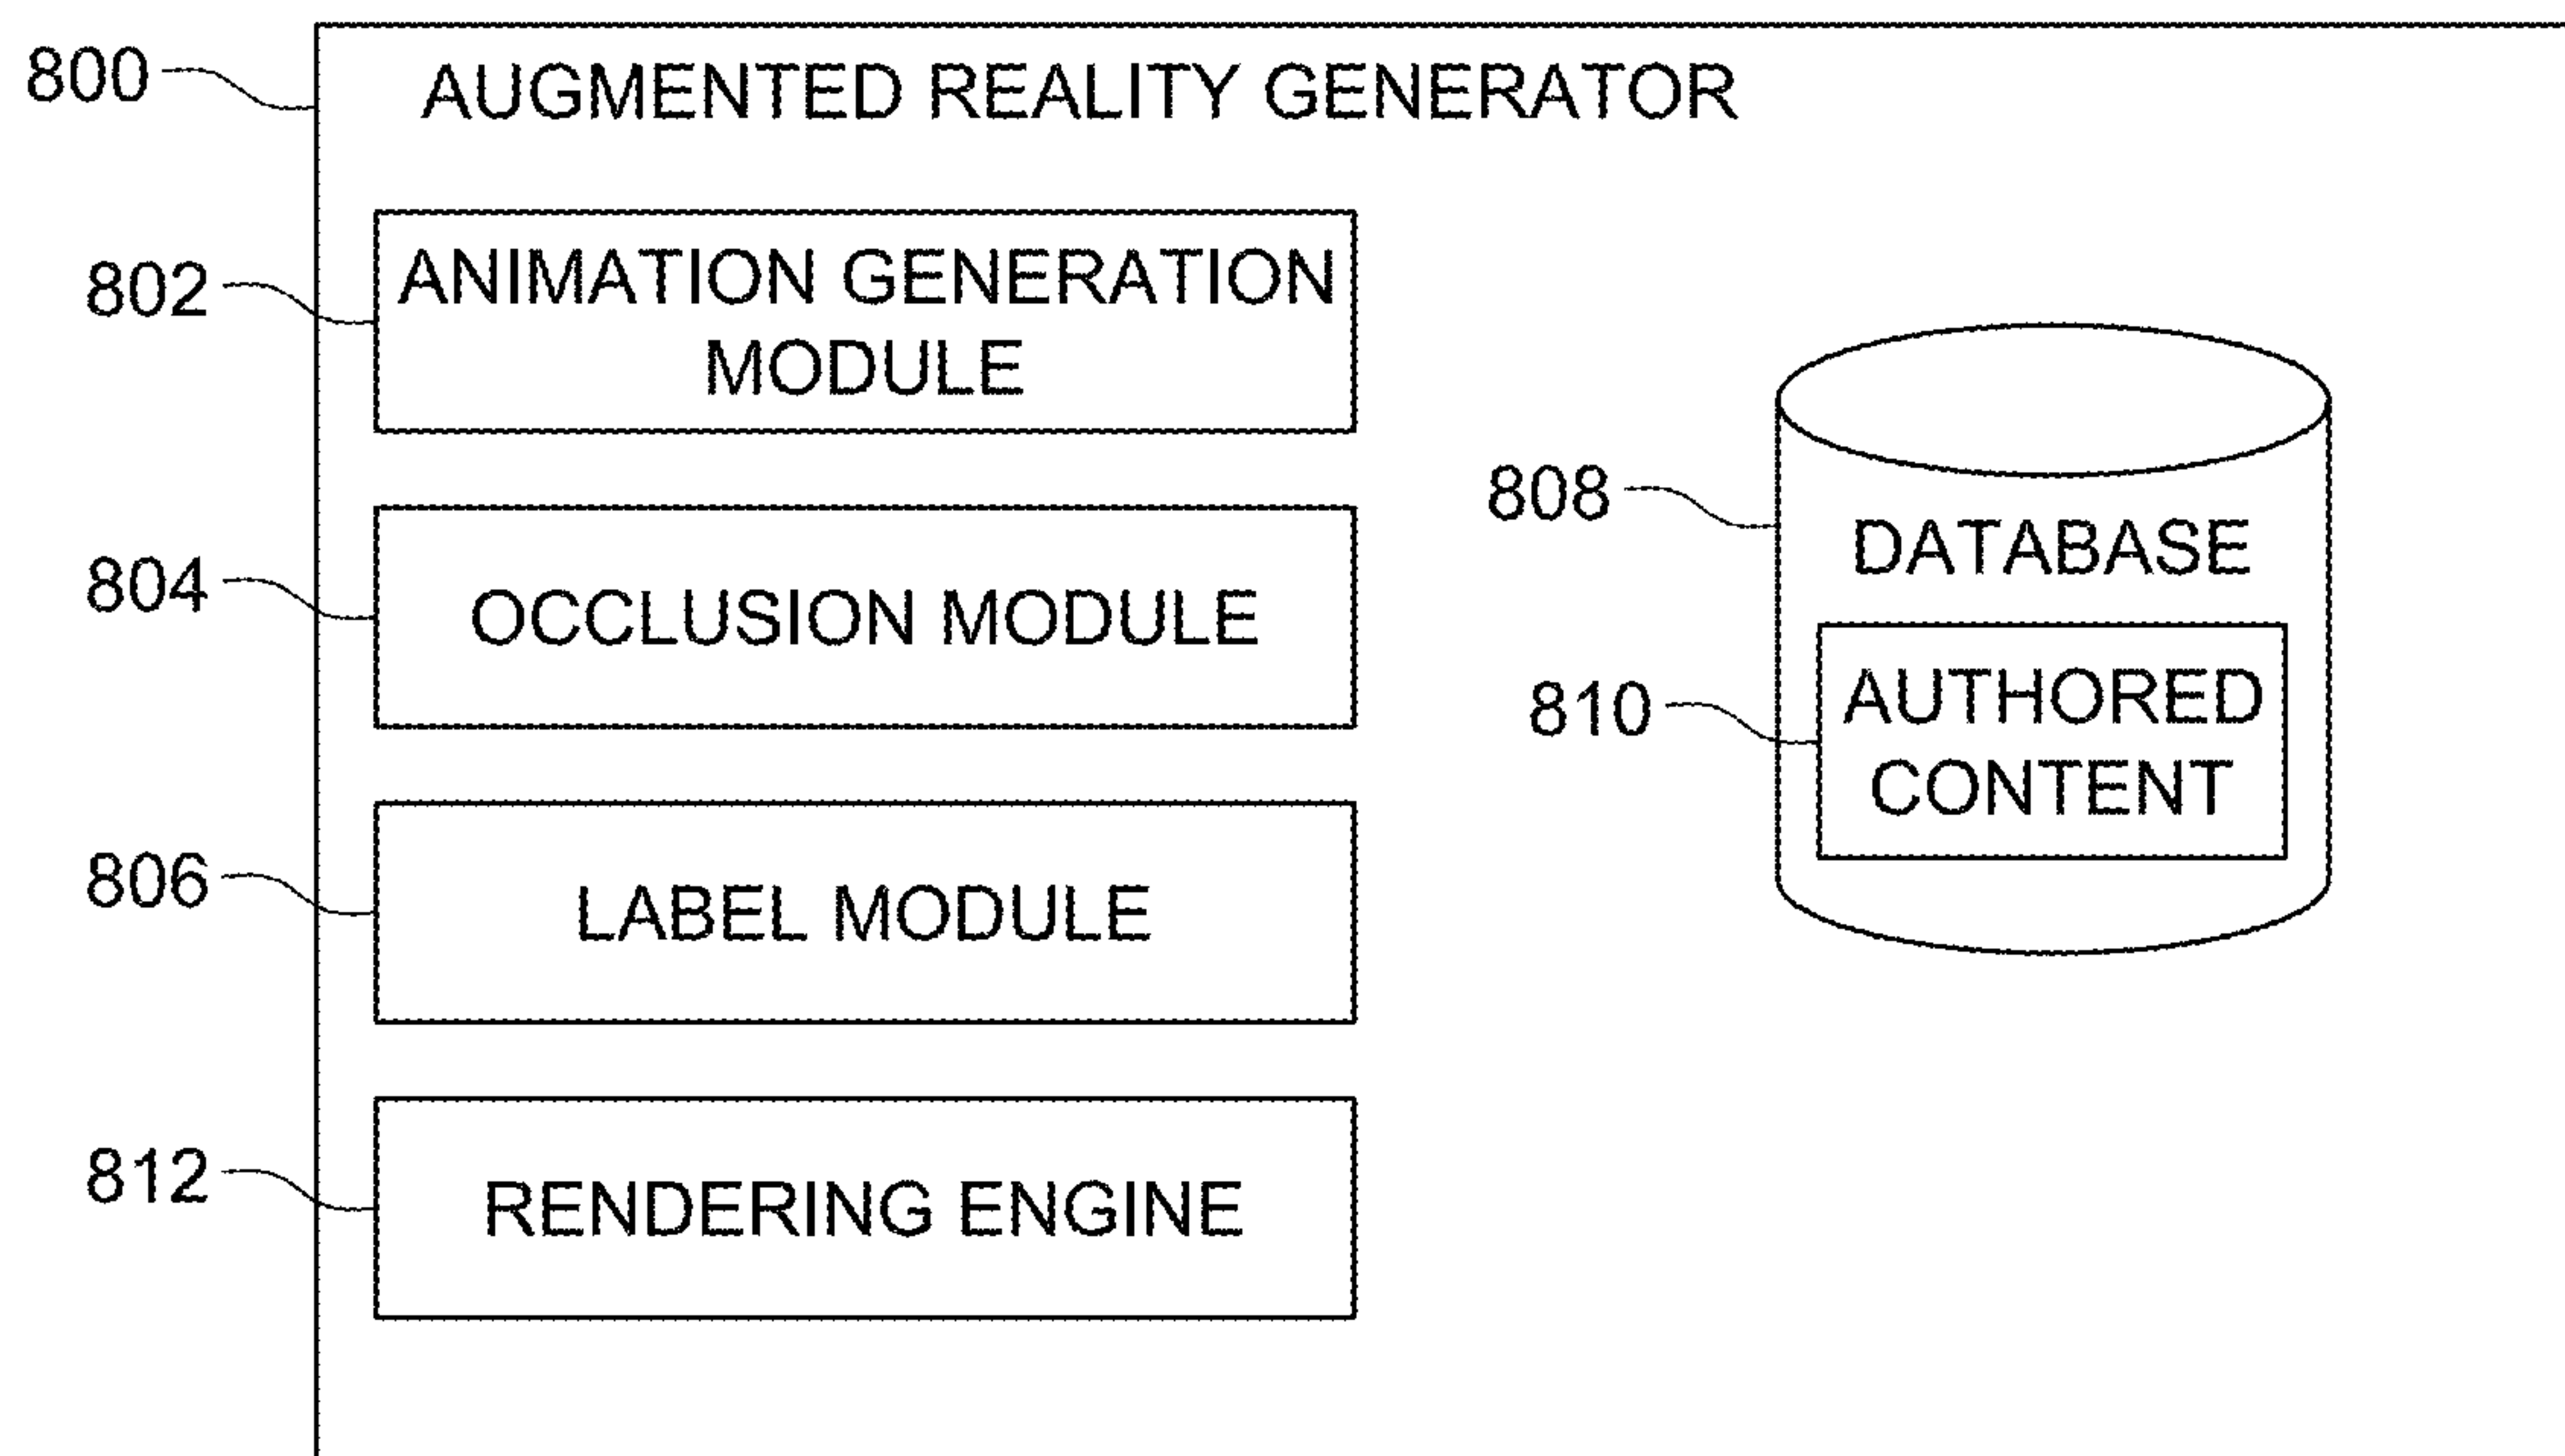 800
AUGMENTED REALITY GENERATOR
802
ANIMATION GENERATION
MODULE
804
OCCLUSION MODULE
806
LABEL MODULE
812
RENDERING ENGINE
808
DATABASE
810
AUTHORED
CONTENT